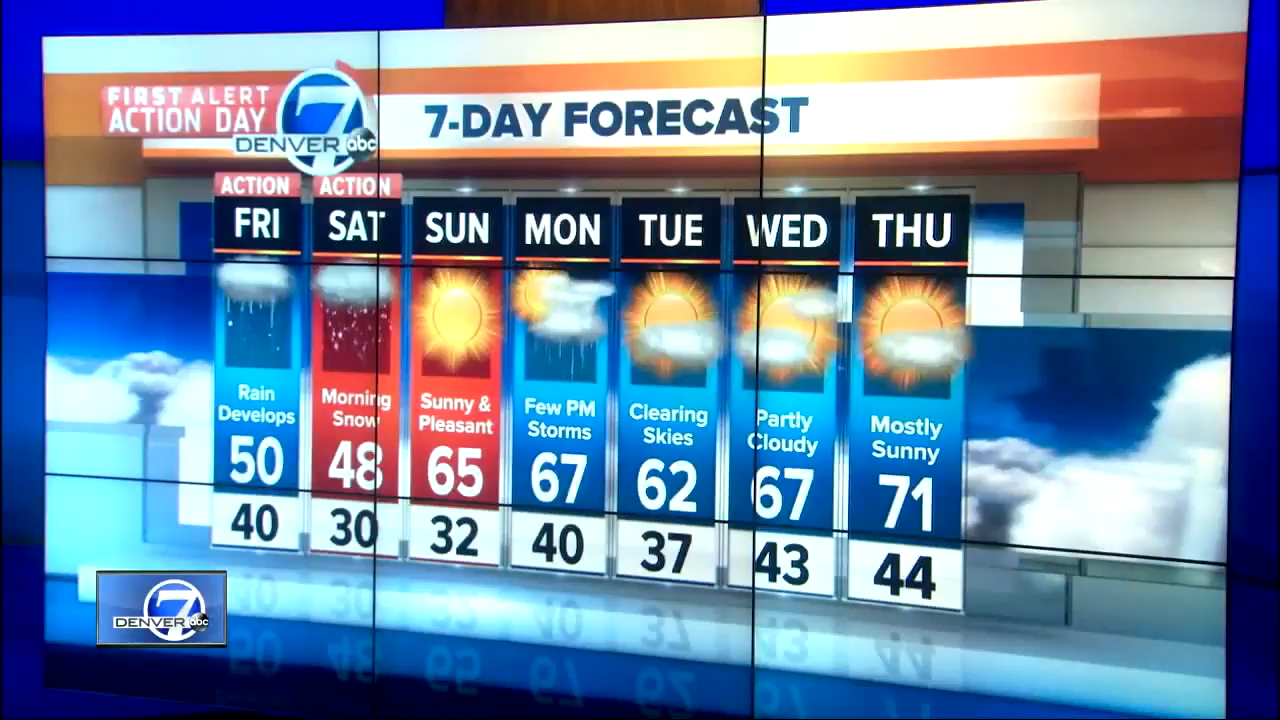 FIRST ALERT
ACTION DAY
7
DENVER abc
7-DAY FORECAST
ACTION
FRI
Rain
Develops
50
40
ACTION
SAT
Morning
Snow
48
30
SUN
Sunny &
Pleasant
65
32
MON
Few PM
Storms
67
40
TUE
Clearing
Skies
62
37
WED
Partly
Cloudy
67
43
THU
Mostly
Sunny
71
44
7
DENVER abc